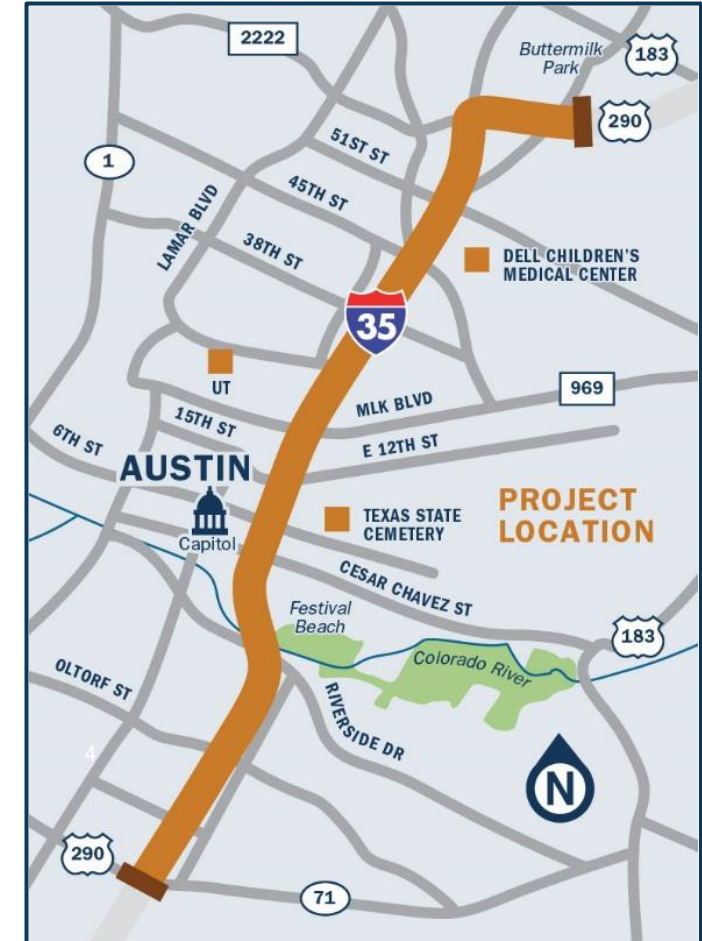 2222
Buttermilk
Park
183
290
51ST ST
1
45TH ST
LAMAR BLVD
38TH ST
DELL CHILDREN'S
MEDICAL CENTER
35
UT
969
MLK BLVD
15TH ST
E 12TH ST
6TH ST
AUSTIN
Capitol
TEXAS STATE
CEMETERY
PROJECT
LOCATION
CESAR CHAVEZ ST
Festival
Beach
183
Colorado River
OLTORF ST
RIVERSIDE DR
4
N
290
71